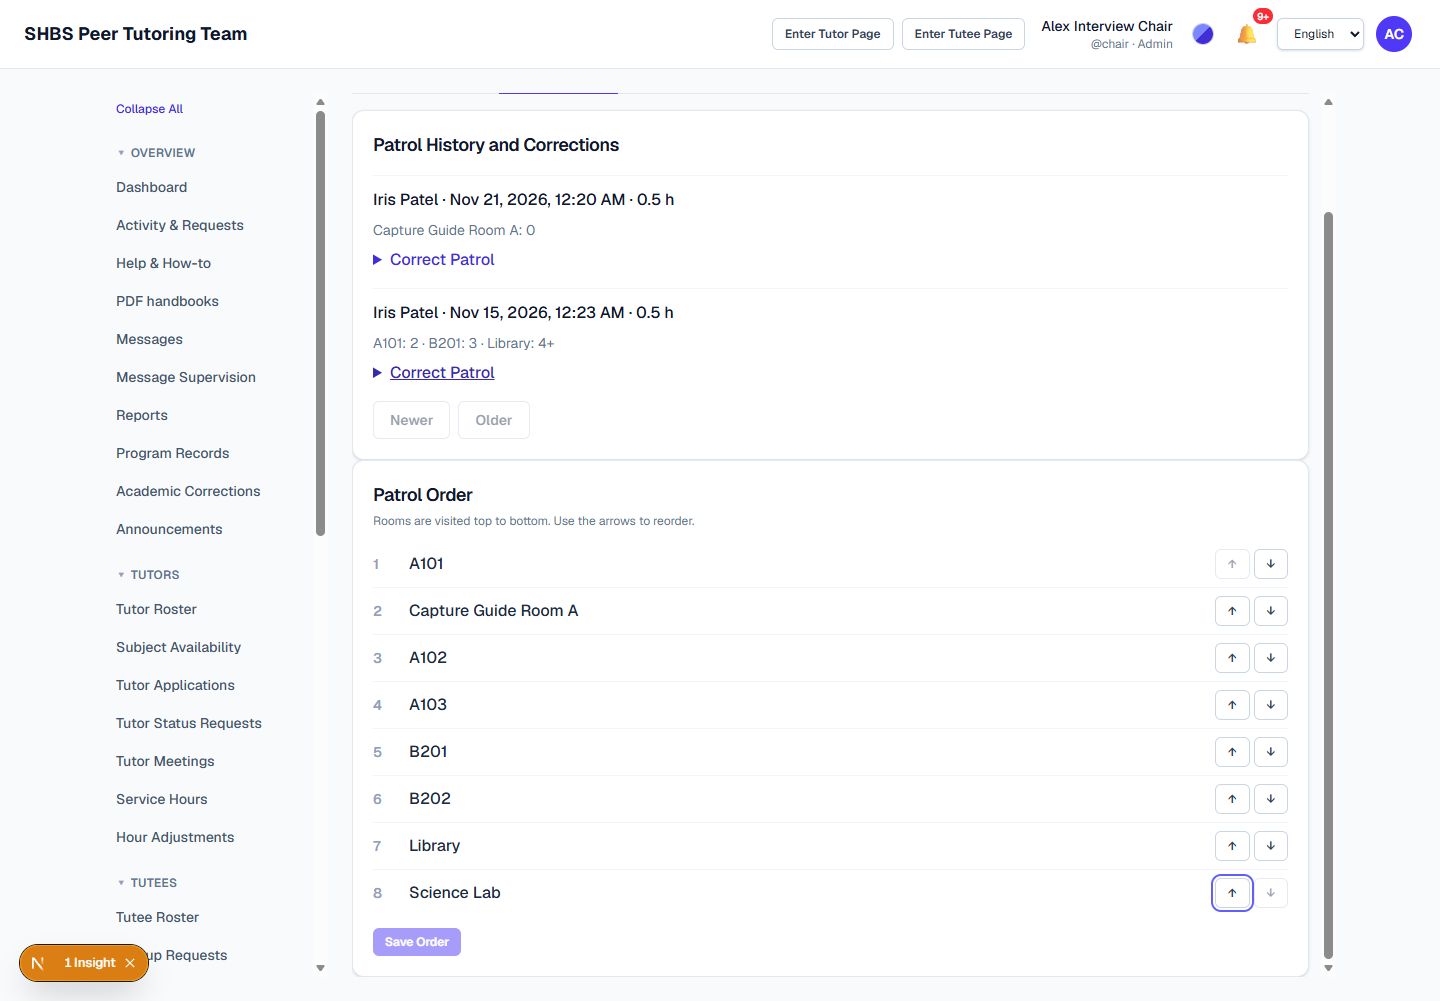 SHBS Peer Tutoring Team
Enter Tutor Page
Enter Tutee Page
Alex Interview Chair
@chair · Admin
9+
English
AC
Collapse All
OVERVIEW
Dashboard
Activity & Requests
Help & How-to
PDF handbooks
Messages
Message Supervision
Reports
Program Records
Academic Corrections
Announcements
TUTORS
Tutor Roster
Subject Availability
Tutor Applications
Tutor Status Requests
Tutor Meetings
Service Hours
Hour Adjustments
TUTEES
Tutee Roster
up Requests
1 Insight
Patrol History and Corrections
Iris Patel · Nov 21, 2026, 12:20 AM · 0.5 h
Capture Guide Room A: 0
Correct Patrol
Iris Patel · Nov 15, 2026, 12:23 AM · 0.5 h
A101: 2 · B201: 3 · Library: 4+
Correct Patrol
Newer
Older
Patrol Order
Rooms are visited top to bottom. Use the arrows to reorder.
1 A101
2 Capture Guide Room A
3 A102
4 A103
5 B201
6 B202
7 Library
8 Science Lab
Save Order